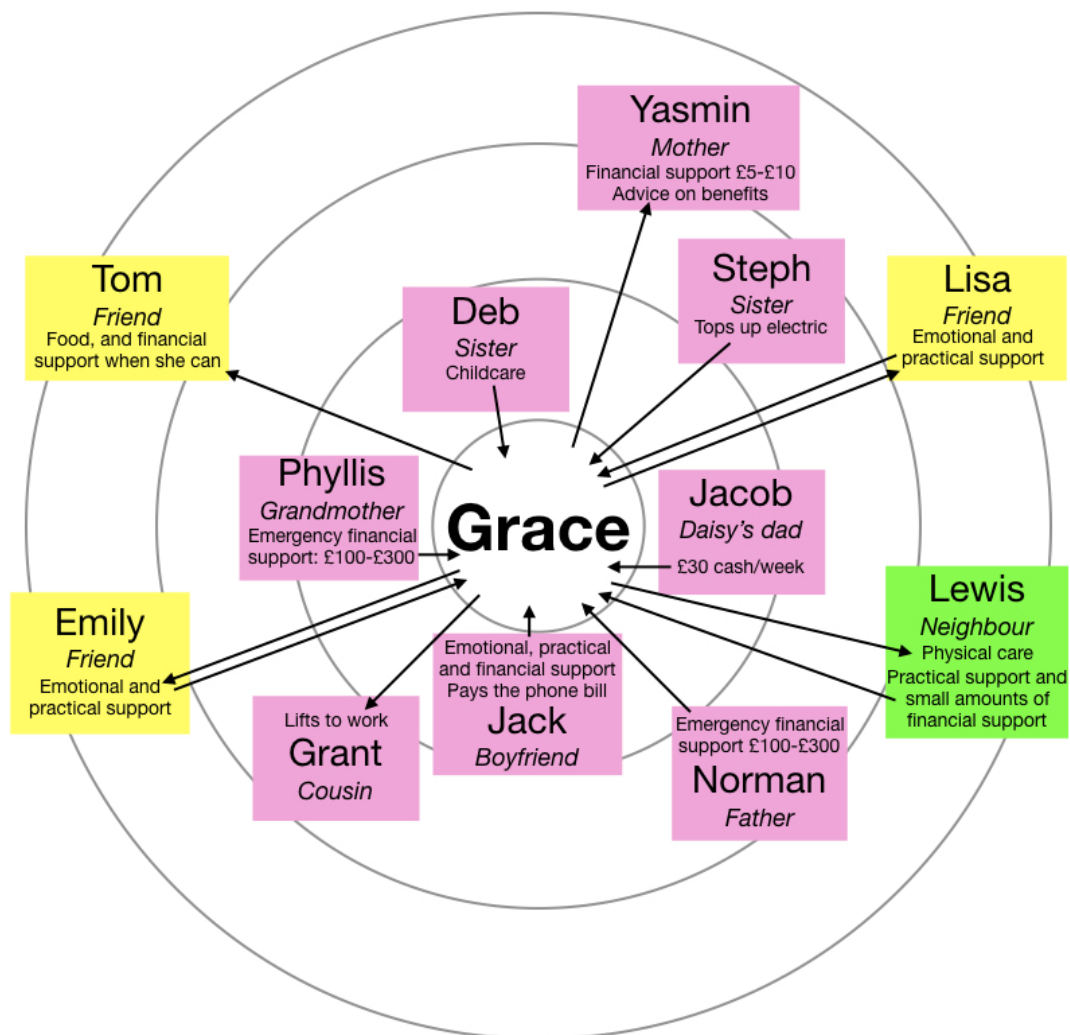 Yasmin
Mother
Financial support £5-£10
Advice on benefits
Steph
Sister
Tops up electric
Tom
Friend
Food, and financial
support when she can
Lisa
Friend
Emotional and
practical support
Deb
Sister
Childcare
Phyllis
Grandmother
Emergency financial
support: £100-£300
Grace
Jacob
Daisy's dad
£30 cash/week
Emily
Friend
Emotional and
practical support
Lewis
Neighbour
Physical care
Practical support and
small amounts of
financial support
Lifts to work
Grant
Cousin
Emotional, practical
and financial support
Pays the phone bill
Jack
Boyfriend
Emergency financial
support £100-£300
Norman
Father